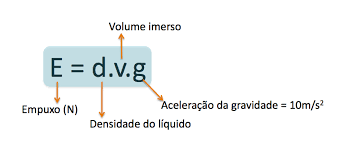 Volume imerso
E = d.v.g
Aceleração da gravidade = 10m/s²
Empuxo (N)
Densidade do líquido